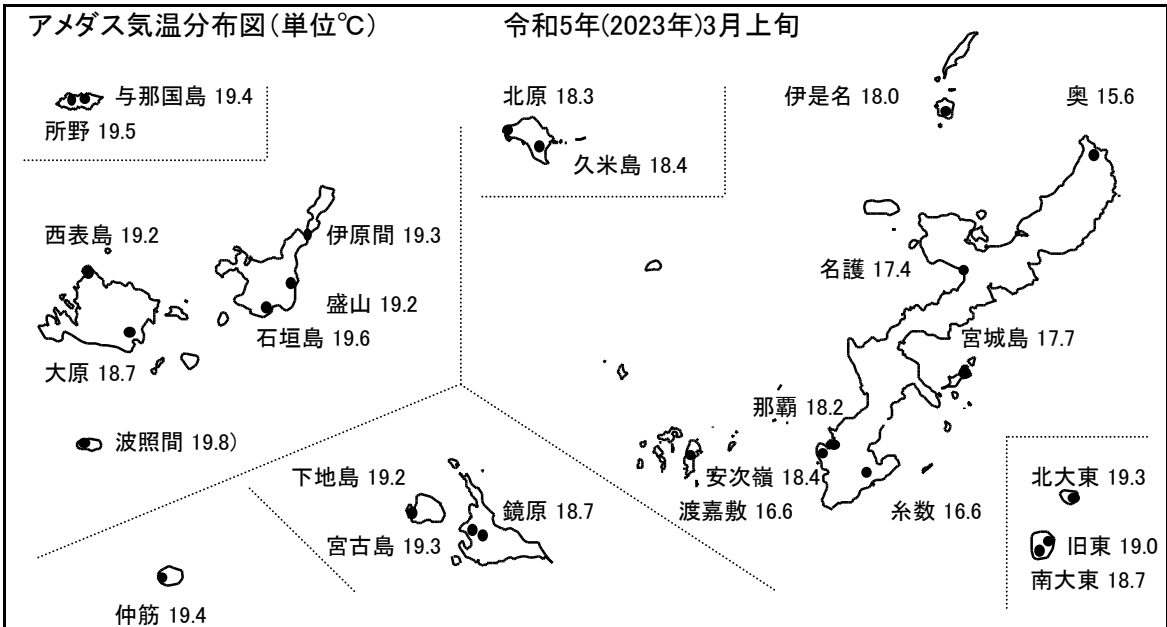 アメダス気温分布図(単位℃)
令和5年(2023年)3月上旬
与那国島 19.4
所野 19.5
北原 18.3
久米島 18.4
伊是名 18.0
奥 15.6
西表島 19.2
伊原間 19.3
盛山 19.2
石垣島 19.6
大原 18.7
波照間 19.8)
名護 17.4
宮城島 17.7
那覇 18.2
安次嶺 18.4
渡嘉敷 16.6
糸数 16.6
下地島 19.2
鏡原 18.7
宮古島 19.3
仲筋 19.4
北大東 19.3
旧東 19.0
南大東 18.7